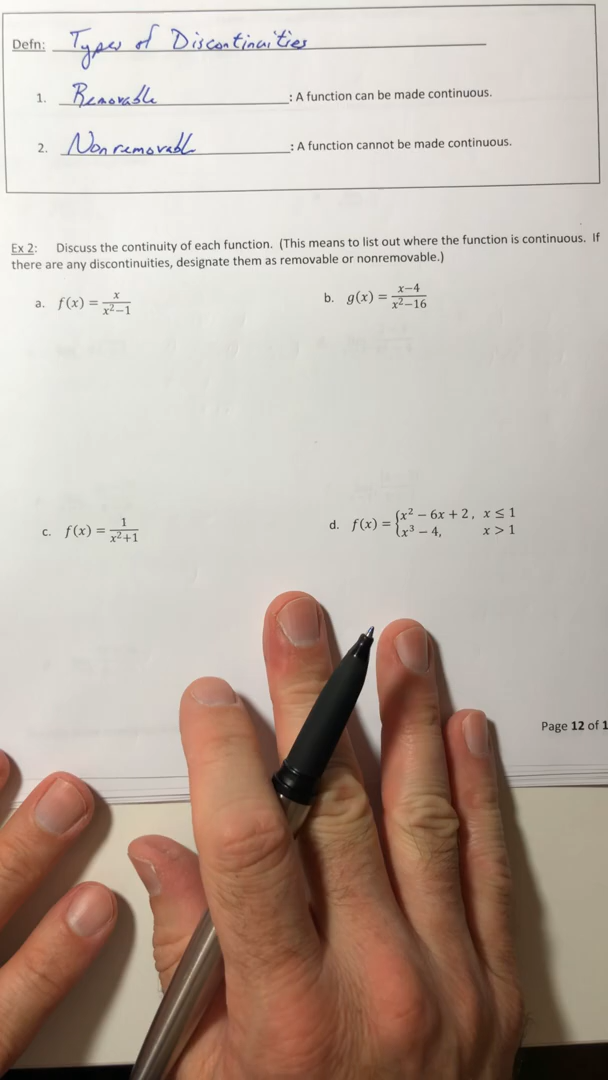 Defn: Types of Discontinuities
1. Removable : A function can be made continuous.
2. Nonremovable : A function cannot be made continuous.
Ex 2: Discuss the continuity of each function. (This means to list out where the function is continuous. If
there are any discontinuities, designate them as removable or nonremovable.)
a. f(x) = x/(x²−1)
b. g(x) = (x−4)/(x²−16)
c. f(x) = 1/(x²+1)
d. f(x) = {x² − 6x + 2, x ≤ 1
x³ − 4, x > 1
Page 12 of 1